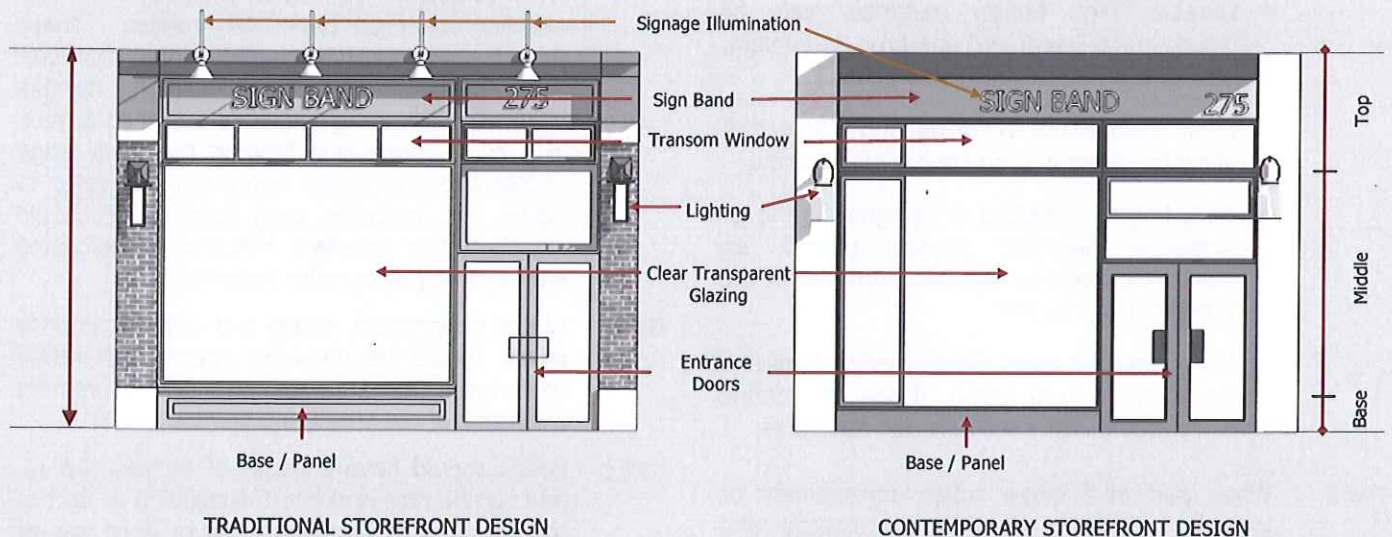 Signage Illumination
SIGN BAND 275
Sign Band
SIGN BAND 275
Transom Window
Lighting
Clear Transparent
Glazing
Entrance
Doors
Base / Panel
Base / Panel
Top
Middle
Base
TRADITIONAL STOREFRONT DESIGN
CONTEMPORARY STOREFRONT DESIGN